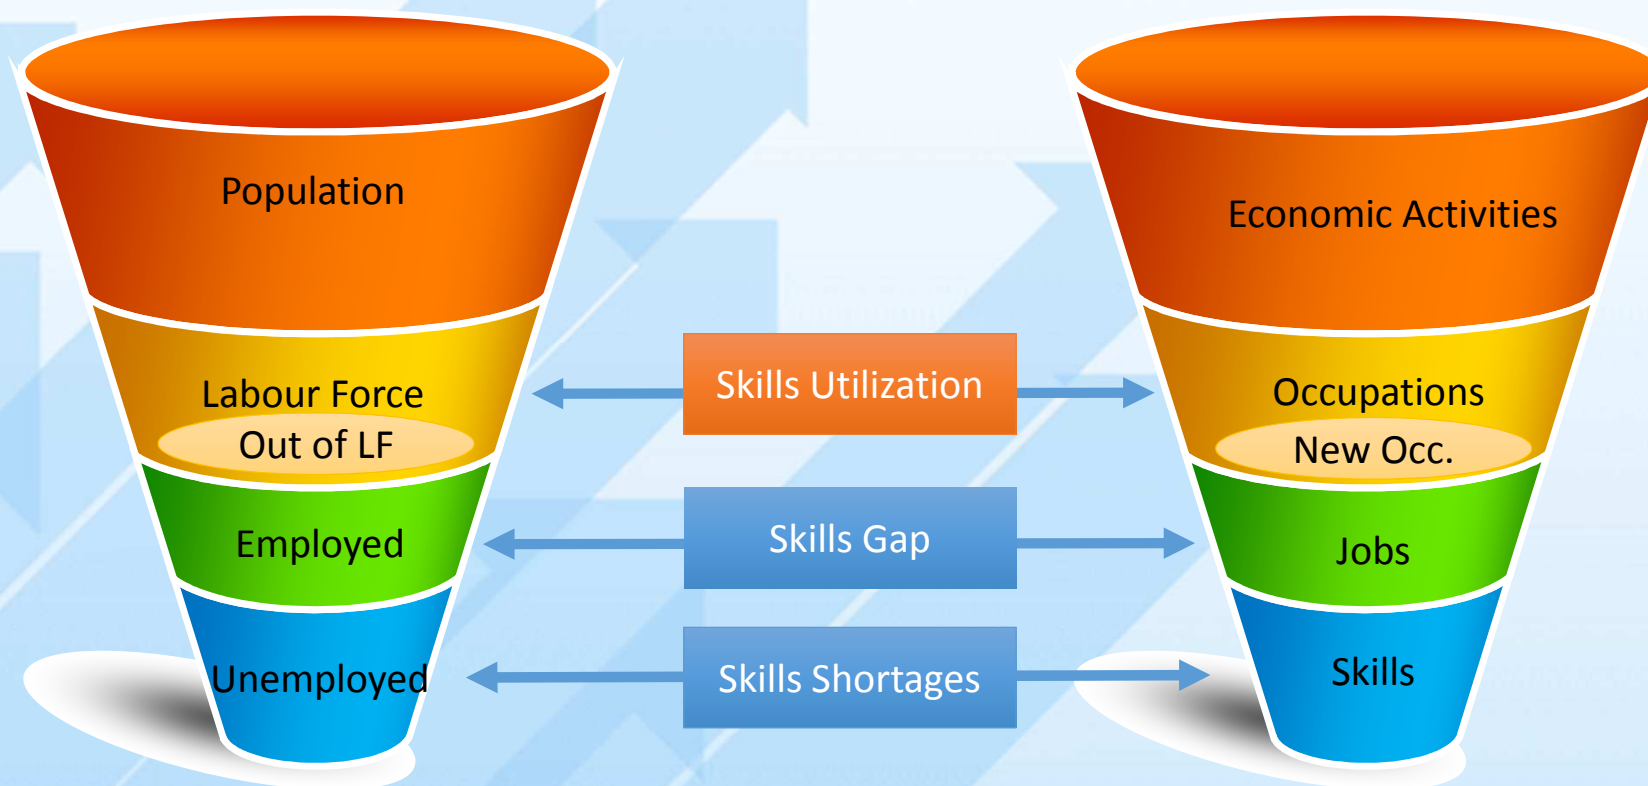 Population
Labour Force
Out of LF
Employed
Unemployed
Skills Utilization
Skills Gap
Skills Shortages
Economic Activities
Occupations
New Occ.
Jobs
Skills